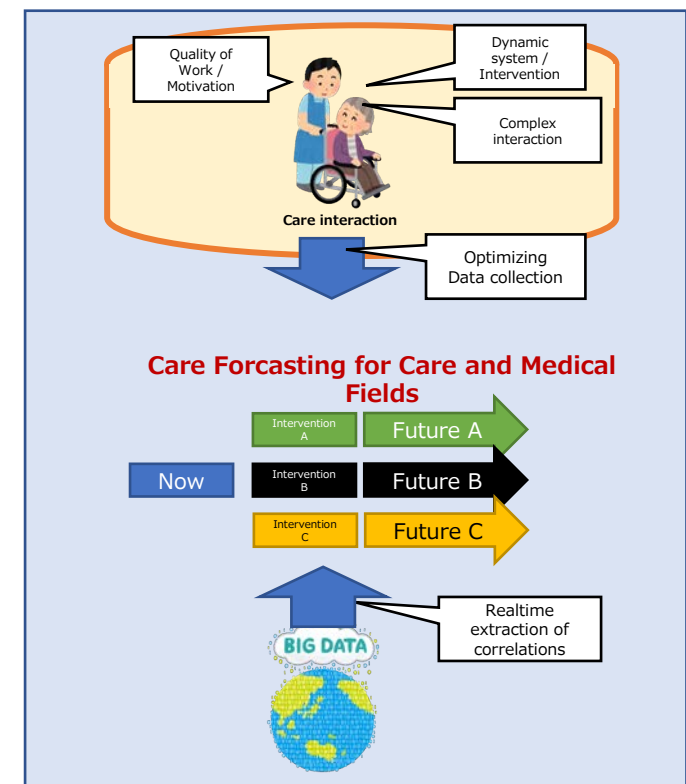 Quality of
Work /
Motivation
Dynamic
system /
Intervention
Complex
interaction
Care interaction
Optimizing
Data collection
Care Forcasting for Care and Medical
Fields
Intervention
A
Future A
Now
Intervention
B
Future B
Intervention
C
Future C
Realtime
extraction of
correlations
BIG DATA